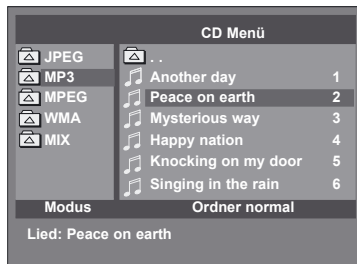 CD Menü
JPEG
MP3
MPEG
WMA
MIX
. .
Another day 1
Peace on earth 2
Mysterious way 3
Happy nation 4
Knocking on my door 5
Singing in the rain 6
Modus Ordner normal
Lied: Peace on earth